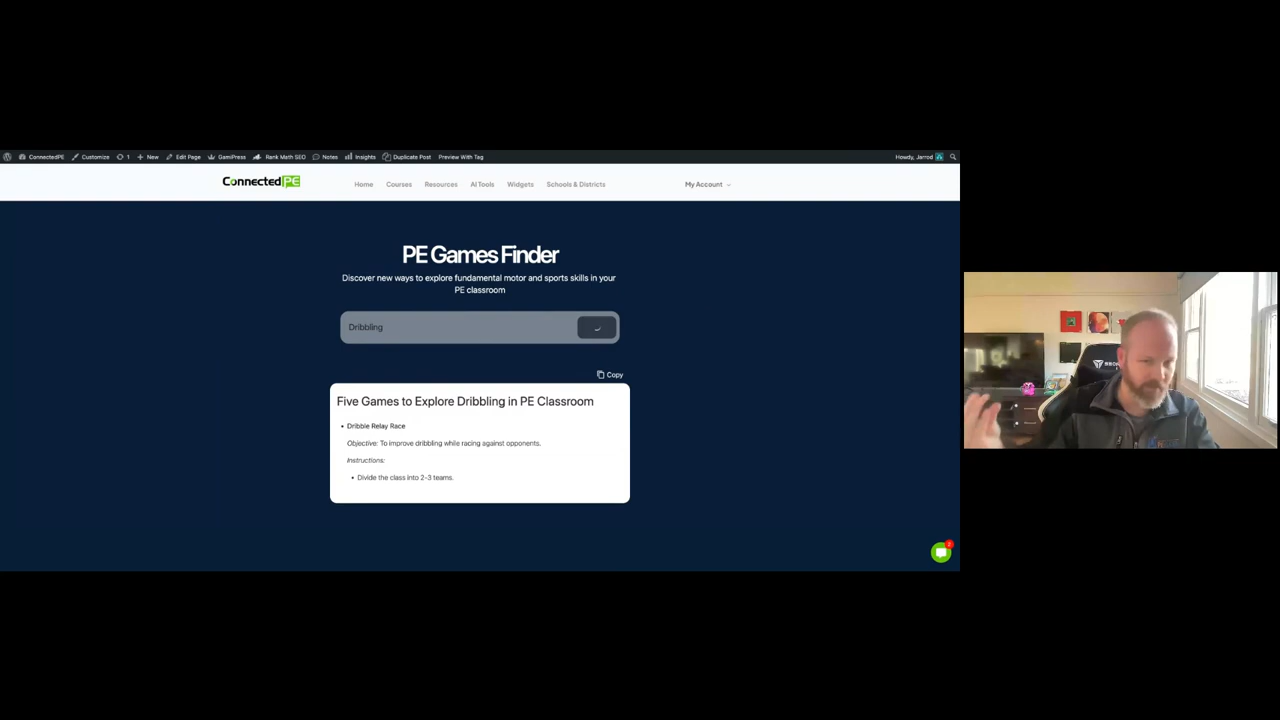 ConnectedPE Customize 1 New Edit Page GamiPress Rank Math SEO Notes Insights Duplicate Post Preview With Tag Howdy, Jarrod
ConnectedPE Home Courses Resources AI Tools Widgets Schools & Districts My Account
PE Games Finder
Discover new ways to explore fundamental motor and sports skills in your
PE classroom
Dribbling
Copy
Five Games to Explore Dribbling in PE Classroom
• Dribble Relay Race
Objective: To improve dribbling while racing against opponents.
Instructions:
• Divide the class into 2-3 teams.